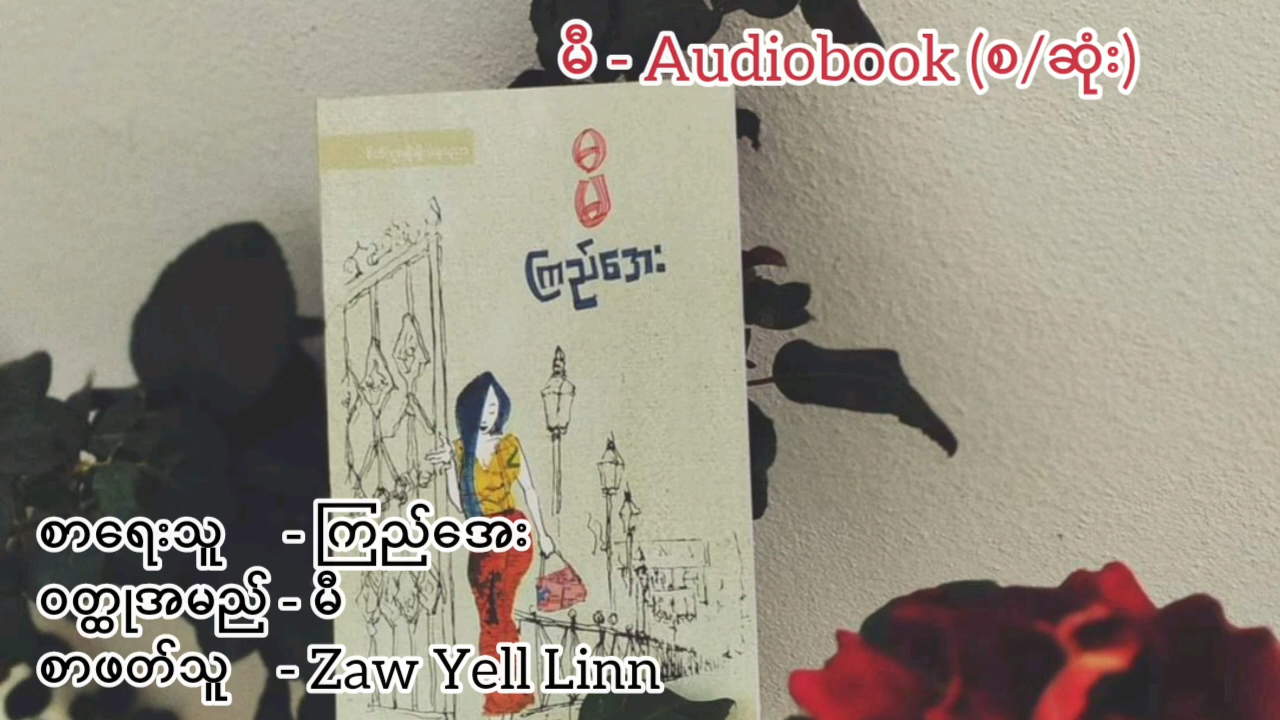 မီ - Audiobook (စ/ဆုံး)
ကြည်အေး
စာရေးသူ - ကြည်အေး
ဝတ္ထုအမည် - မီ
စာဖတ်သူ - Zaw Yell Linn